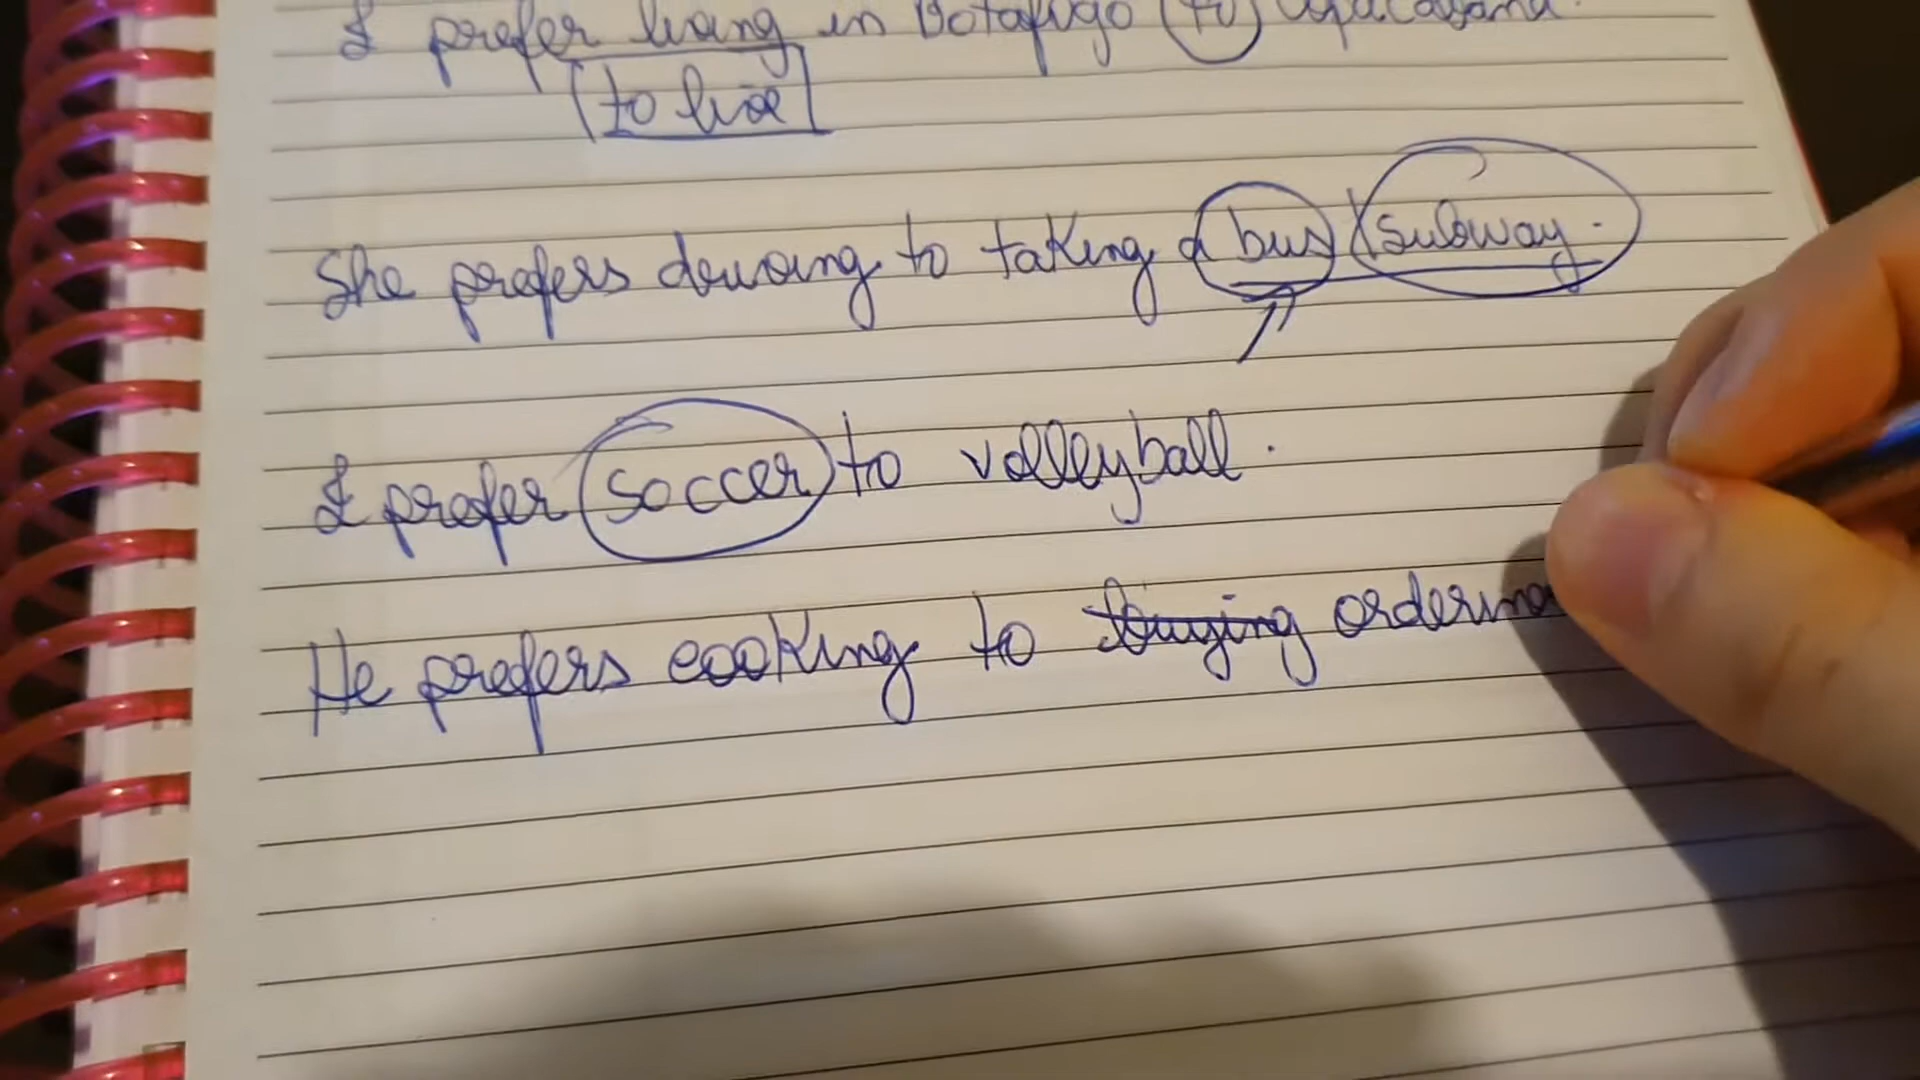 I prefer living in Botafogo to Copacabana.
to live
She prefers driving to taking a bus / subway.
I prefer soccer to volleyball.
He prefers cooking to buying ordering